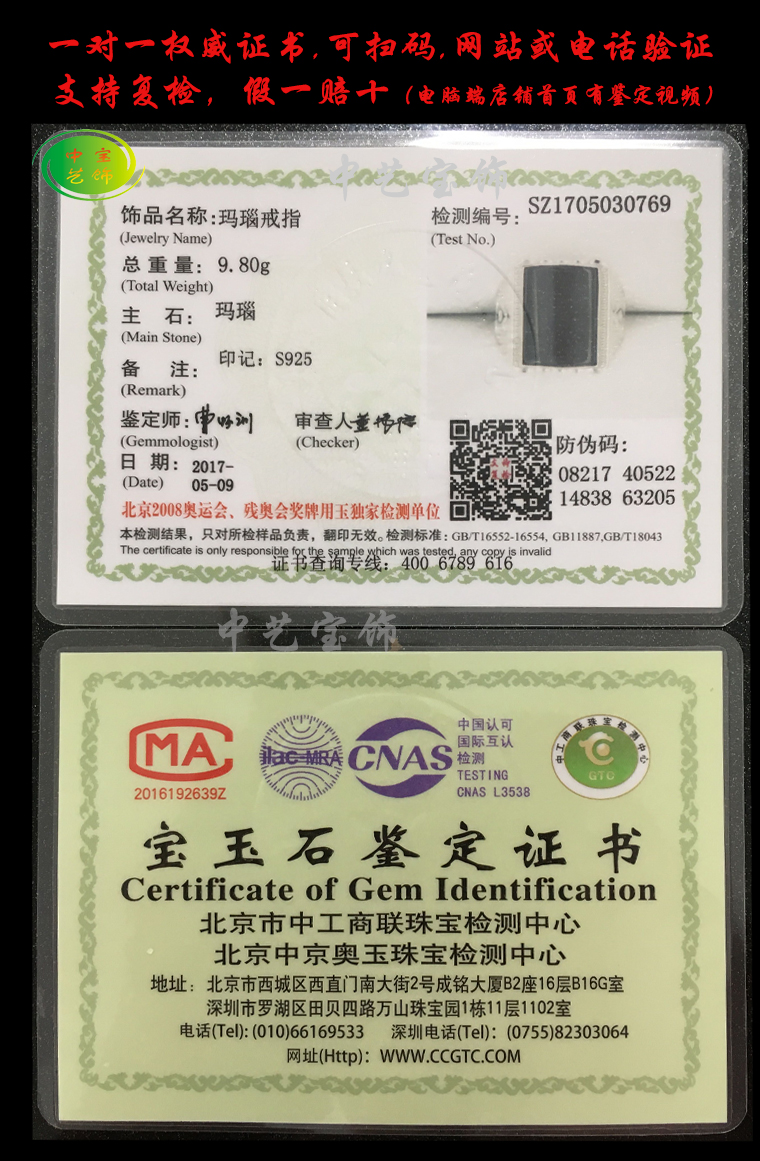 一对一权威证书,可扫码,网站或电话验证
支持复检，假一赔十（电脑端店铺首页有鉴定视频）
中宝
艺饰
中艺宝饰
饰品名称:玛瑙戒指
(Jewelry Name)
检测编号: SZ1705030769
(Test No.)
总重量: 9.80g
(Total Weight)
主 石: 玛瑙
(Main Stone)
备 注: 印记: S925
(Remark)
鉴定师:
(Gemmologist)
审查人
(Checker)
日 期: 2017-
(Date) 05-09
防伪码:
08217 40522
14838 63205
北京2008奥运会、残奥会奖牌用玉独家检测单位
本检测结果，只对所检样品负责，翻印无效。检测标准: GB/T16552-16554, GB11887,GB/T18043
The certificate is only responsible for the sample which was tested, any copy is invalid
证书查询专线: 400 6789 616
中艺宝饰
MA
2016192639Z
ilac-MRA
CNAS
中国认可
国际互认
检测
TESTING
CNAS L3538
中工商联珠宝检测中心
GTC
宝玉石鉴定证书
Certificate of Gem Identification
北京市中工商联珠宝检测中心
北京中京奥玉珠宝检测中心
地址: 北京市西城区西直门南大街2号成铭大厦B2座16层B16G室
深圳市罗湖区田贝四路万山珠宝园1栋11层1102室
电话(Tel): (010)66169533 深圳电话(Tel): (0755)82303064
网址(Http): WWW.CCGTC.COM